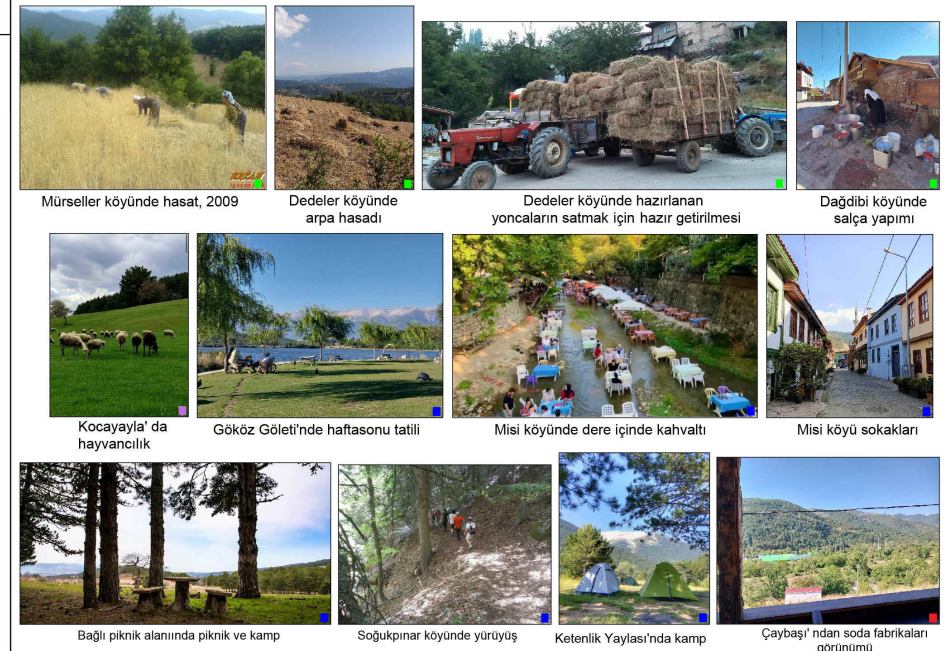 Mürseller köyünde hasat, 2009
Dedeler köyünde
arpa hasadı
Dedeler köyünde hazırlanan
yoncaların satmak için hazır getirilmesi
Dağdibi köyünde
salça yapımı
Kocayayla' da
hayvancılık
Gököz Göleti'nde haftasonu tatili
Misi köyünde dere içinde kahvaltı
Misi köyü sokakları
Bağlı piknik alanıında piknik ve kamp
Soğukpınar köyünde yürüyüş
Ketenlik Yaylası'nda kamp
Çaybaşı' ndan soda fabrikaları
görünümü